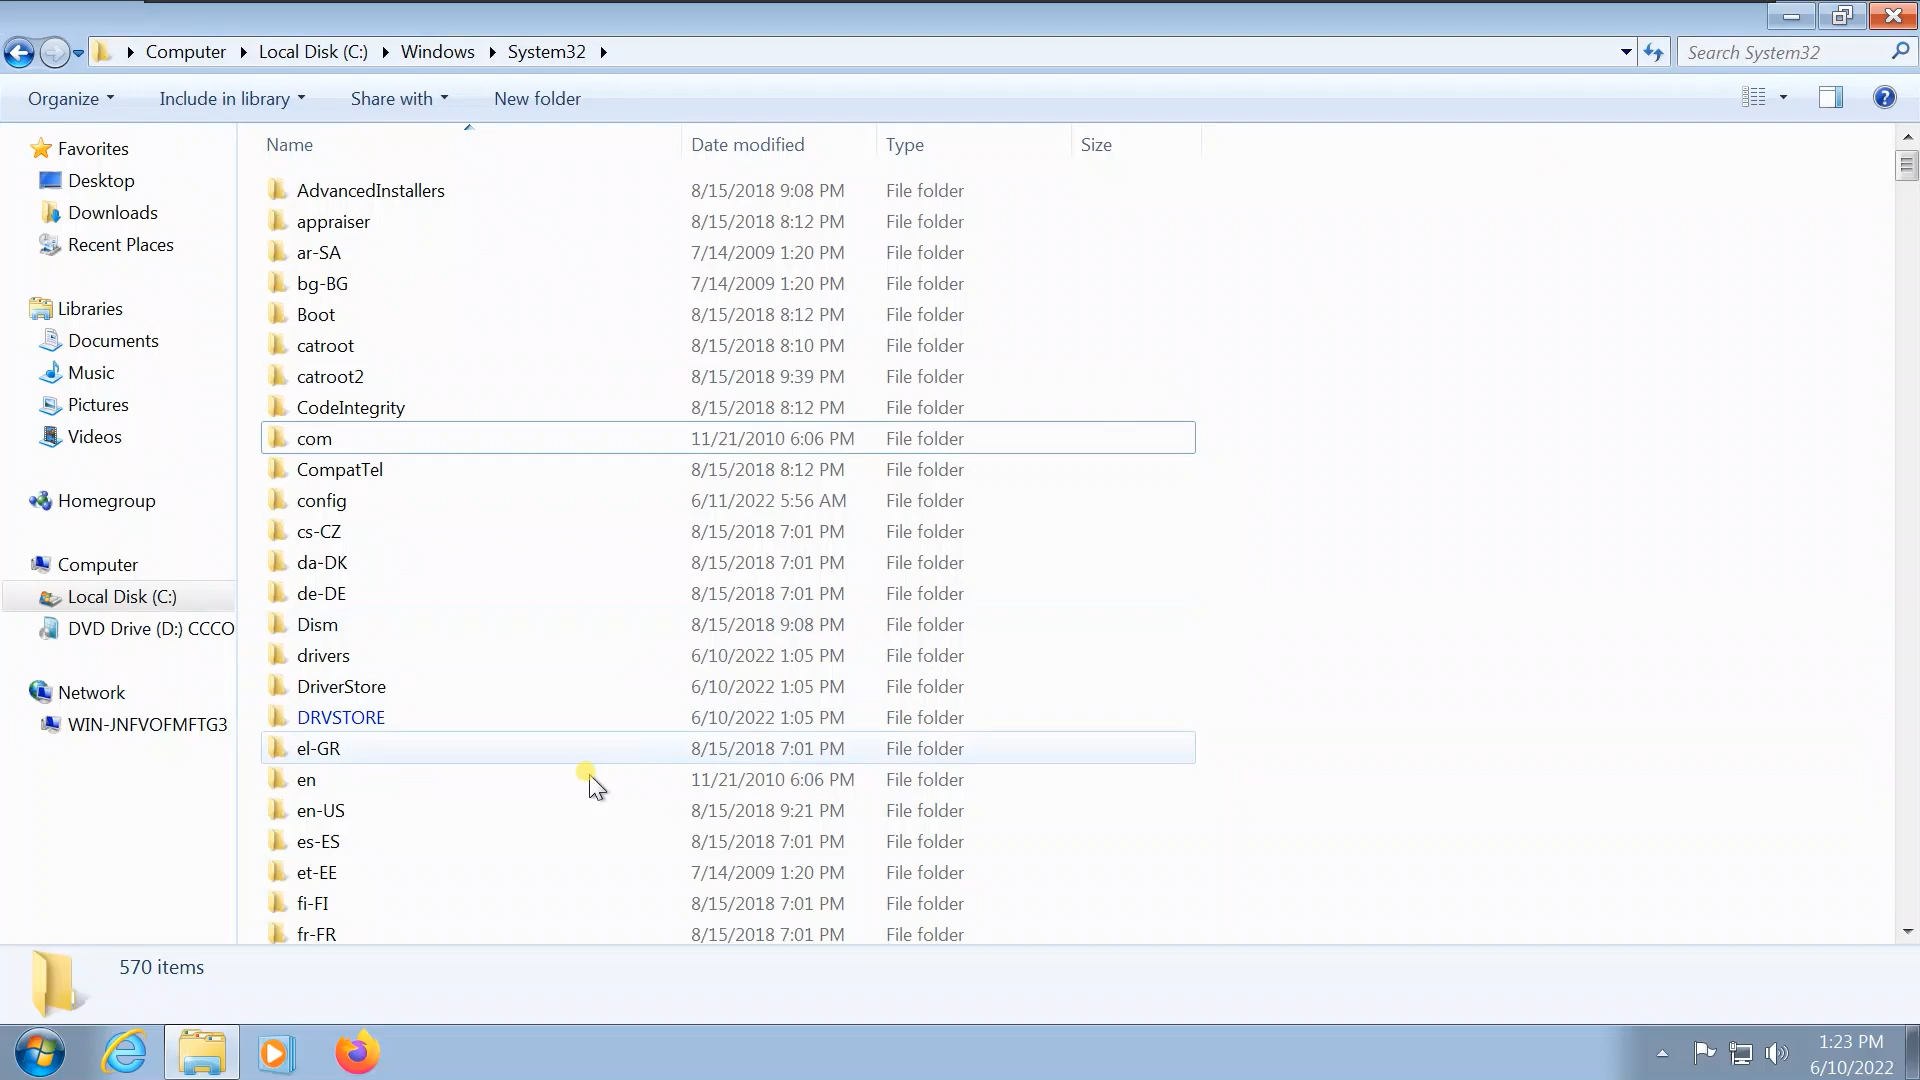 Computer Local Disk (C:) Windows System32
Search System32
Organize Include in library Share with New folder
Favorites
Desktop
Downloads
Recent Places
Libraries
Documents
Music
Pictures
Videos
Homegroup
Computer
Local Disk (C:)
DVD Drive (D:) CCCO
Network
WIN-JNFVOFMFTG3
Name Date modified Type Size
AdvancedInstallers 8/15/2018 9:08 PM File folder
appraiser 8/15/2018 8:12 PM File folder
ar-SA 7/14/2009 1:20 PM File folder
bg-BG 7/14/2009 1:20 PM File folder
Boot 8/15/2018 8:12 PM File folder
catroot 8/15/2018 8:10 PM File folder
catroot2 8/15/2018 9:39 PM File folder
CodeIntegrity 8/15/2018 8:12 PM File folder
com 11/21/2010 6:06 PM File folder
CompatTel 8/15/2018 8:12 PM File folder
config 6/11/2022 5:56 AM File folder
cs-CZ 8/15/2018 7:01 PM File folder
da-DK 8/15/2018 7:01 PM File folder
de-DE 8/15/2018 7:01 PM File folder
Dism 8/15/2018 9:08 PM File folder
drivers 6/10/2022 1:05 PM File folder
DriverStore 6/10/2022 1:05 PM File folder
DRVSTORE 6/10/2022 1:05 PM File folder
el-GR 8/15/2018 7:01 PM File folder
en 11/21/2010 6:06 PM File folder
en-US 8/15/2018 9:21 PM File folder
es-ES 8/15/2018 7:01 PM File folder
et-EE 7/14/2009 1:20 PM File folder
fi-FI 8/15/2018 7:01 PM File folder
fr-FR 8/15/2018 7:01 PM File folder
570 items
1:23 PM
6/10/2022